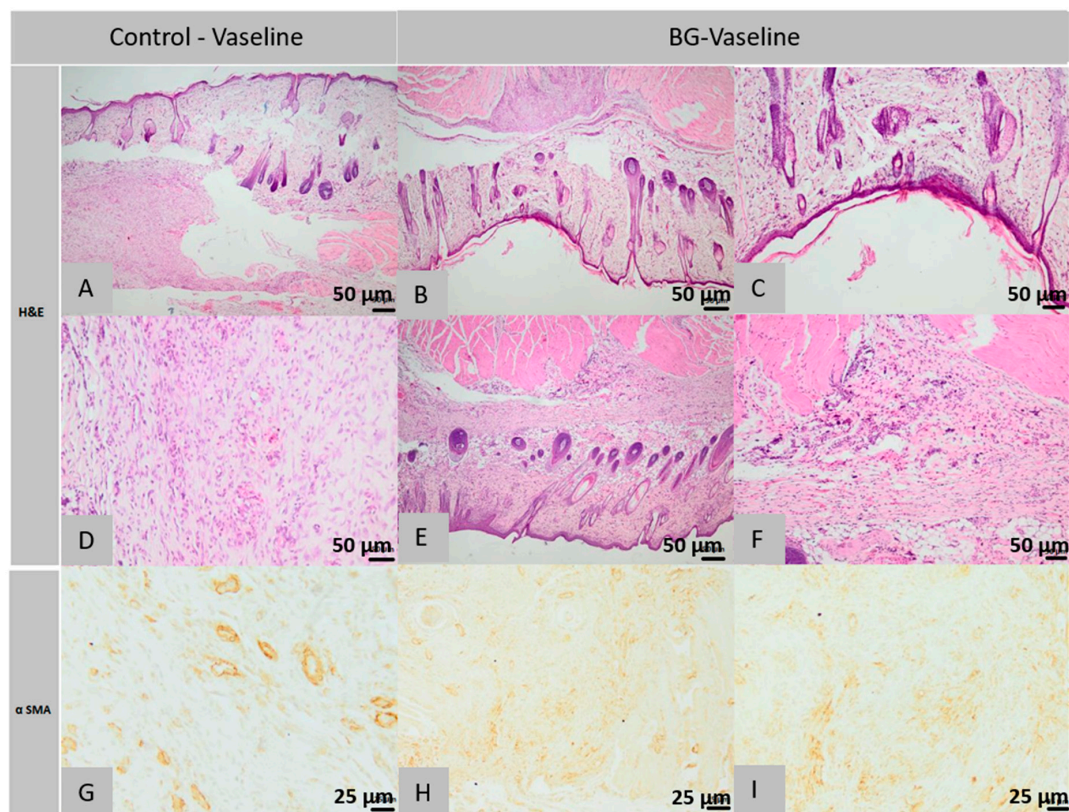 Control - Vaseline
BG-Vaseline
H&E
A
50 µm
B
50 µm
C
50 µm
D
50 µm
E
50 µm
F
50 µm
α SMA
G
25 µm
H
25 µm
I
25 µm